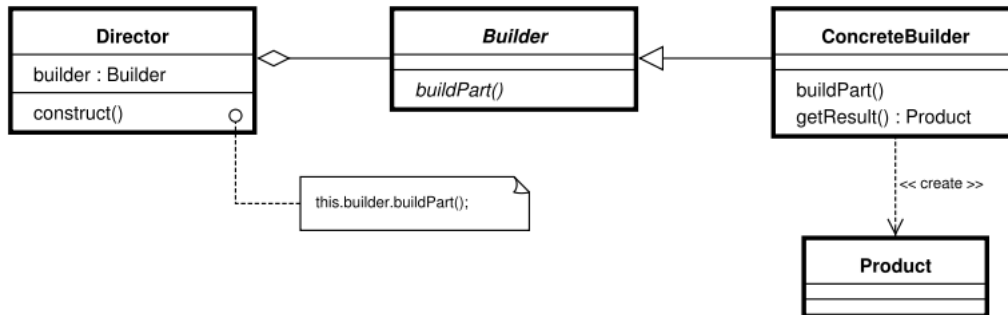 Director
builder : Builder
construct()
Builder
buildPart()
ConcreteBuilder
buildPart()
getResult() : Product
this.builder.buildPart();
<< create >>
Product